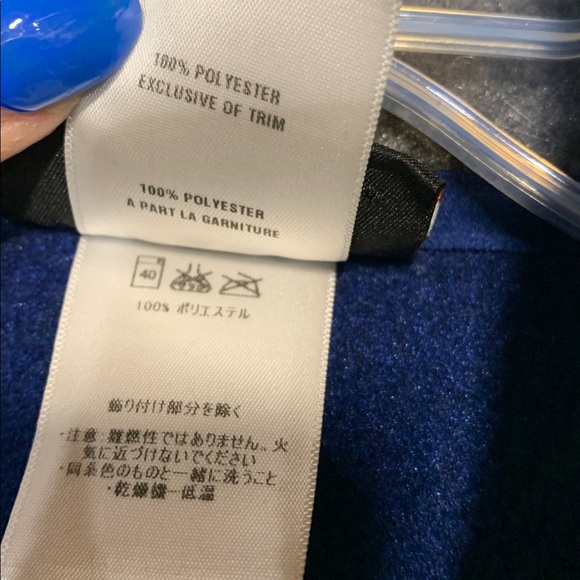 100% POLYESTER
EXCLUSIVE OF TRIM
100% POLYESTER
A PART LA GARNITURE
40
100% ポリエステル
飾り付け部分を除く
・注意: 難燃性ではありません。火
気に近づけないでください
・同系色のものと一緒に洗うこと
・乾燥機―低温